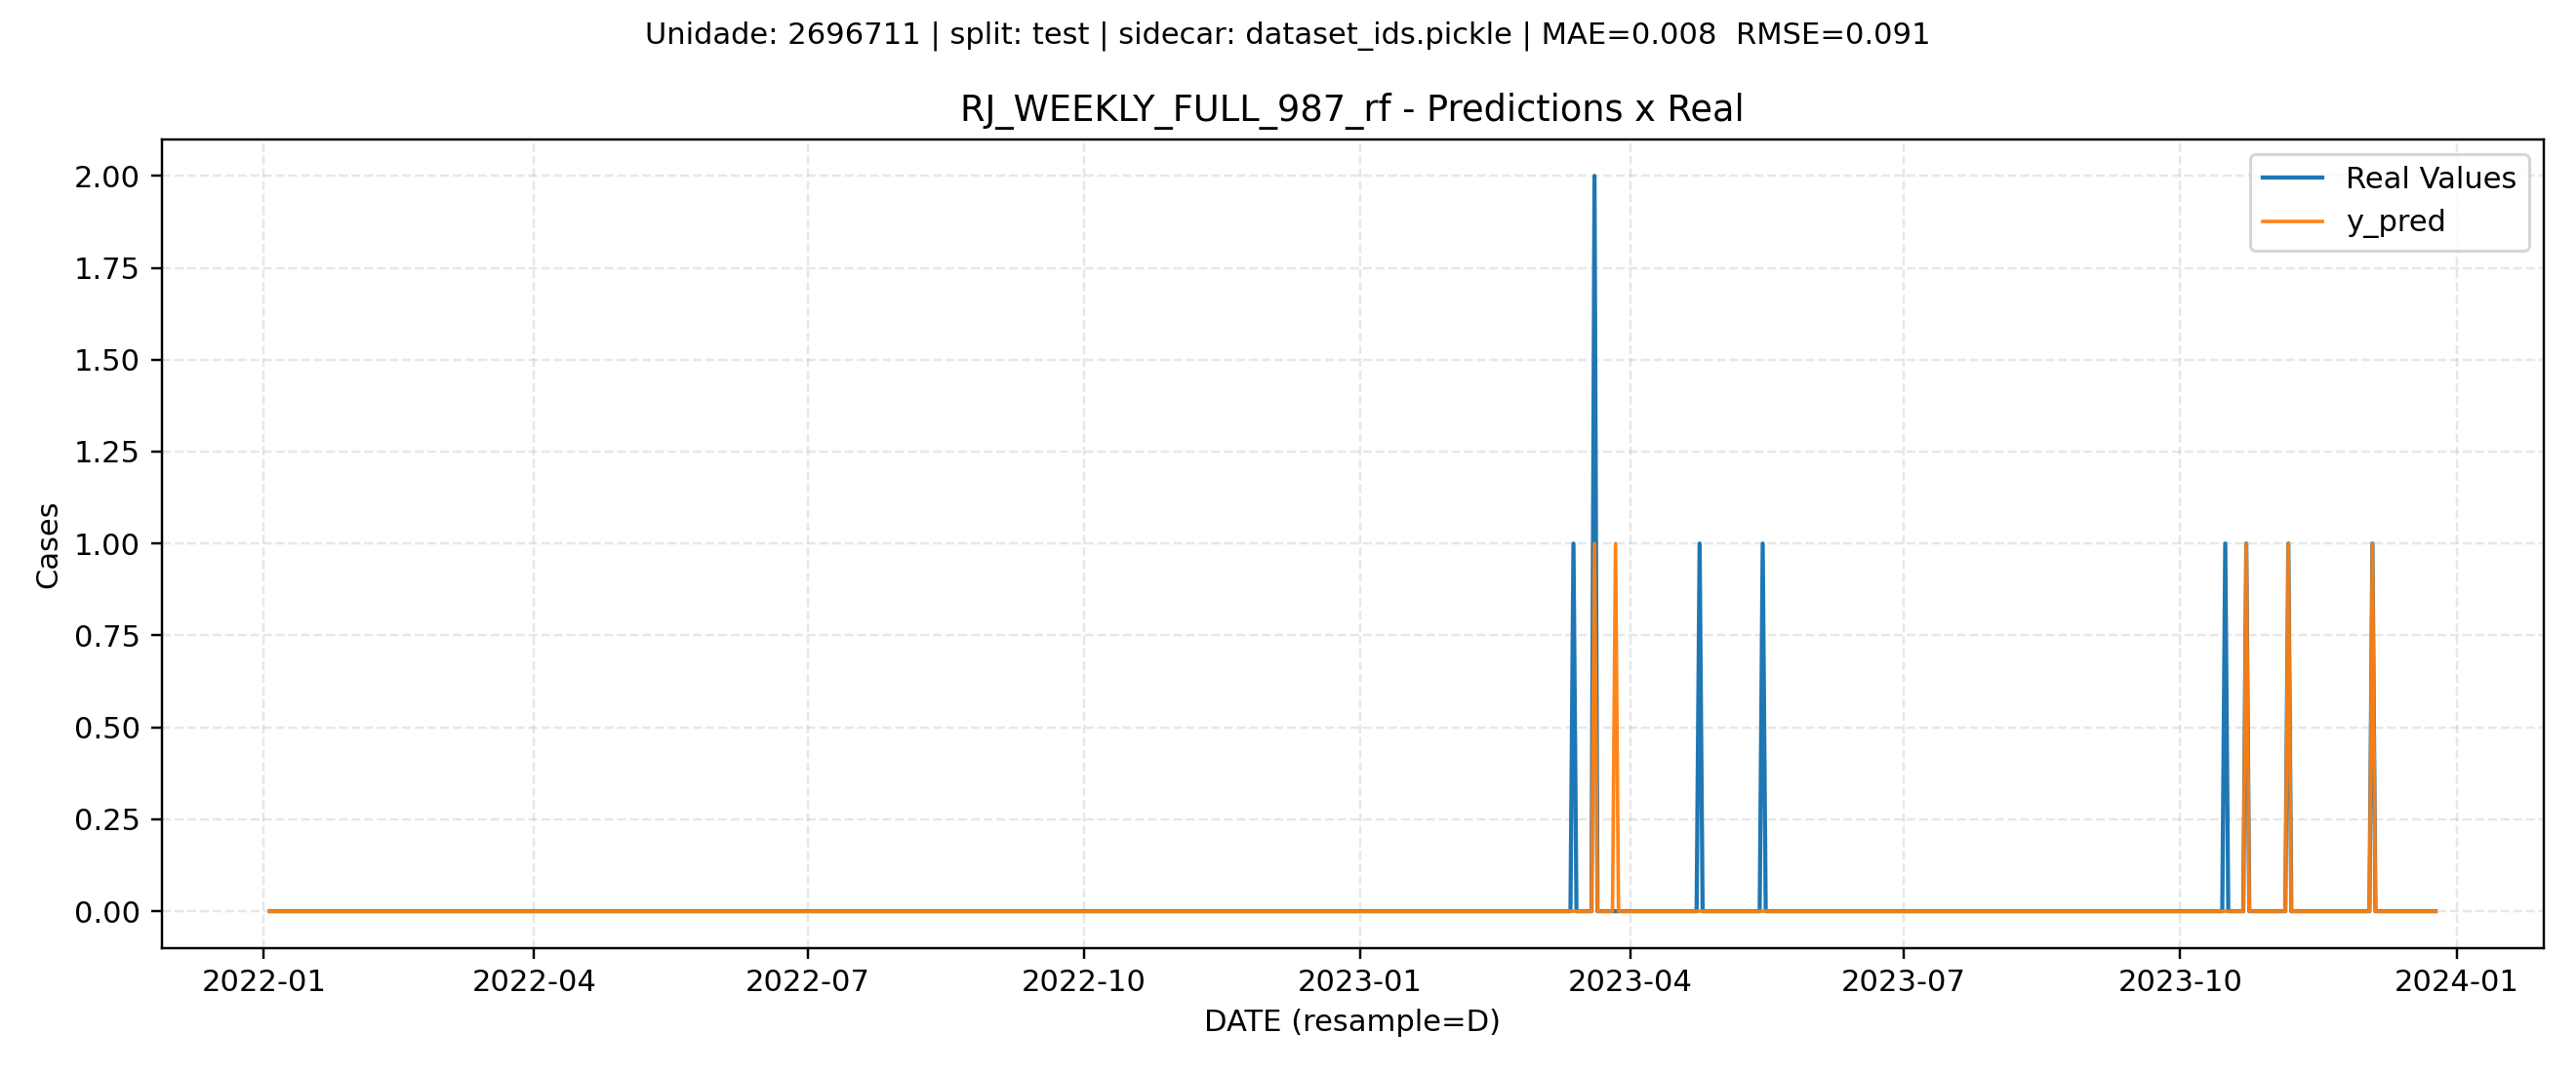 Unidade: 2696711 | split: test | sidecar: dataset_ids.pickle | MAE=0.008  RMSE=0.091
RJ_WEEKLY_FULL_987_rf - Predictions x Real
Real Values
y_pred
Cases
2.00
1.75
1.50
1.25
1.00
0.75
0.50
0.25
0.00
2022-01 2022-04 2022-07 2022-10 2023-01 2023-04 2023-07 2023-10 2024-01
DATE (resample=D)